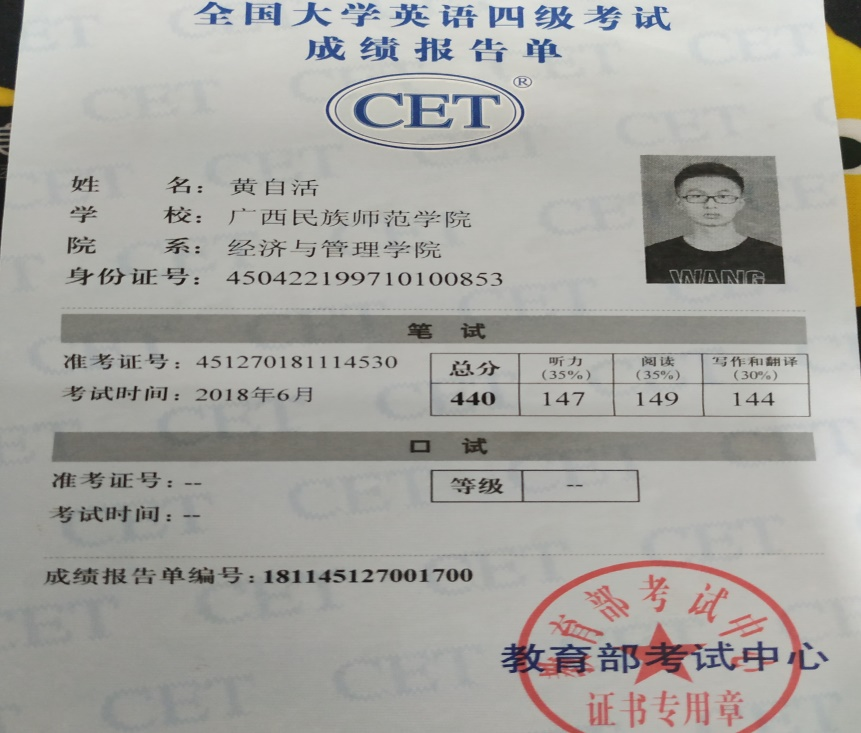 全国大学英语四级考试
成绩报告单
CET®
姓 名：黄自活
学 校：广西民族师范学院
院 系：经济与管理学院
身份证号：450422199710100853
WANG
笔 试
准考证号：451270181114530
考试时间：2018年6月
总分 听力(35%) 阅读(35%) 写作和翻译(30%)
440 147 149 144
口 试
准考证号：--
考试时间：--
等级 --
成绩报告单编号：181145127001700
教育部考试中心
教育部考试中心
证书专用章